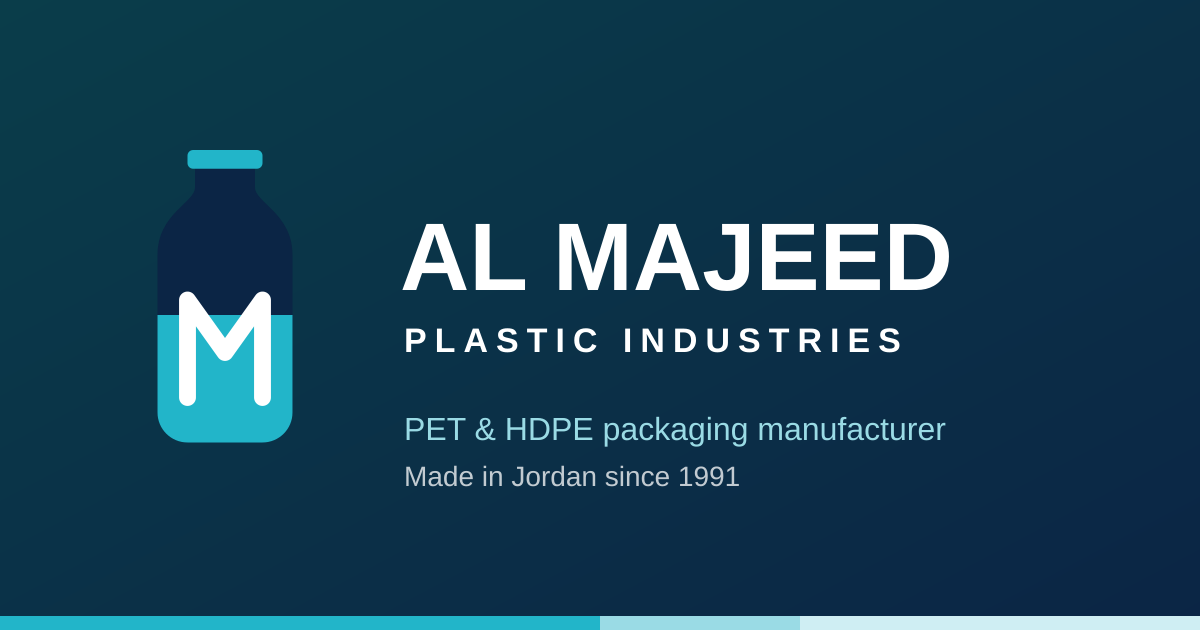 M
AL MAJEED
PLASTIC INDUSTRIES
PET & HDPE packaging manufacturer
Made in Jordan since 1991